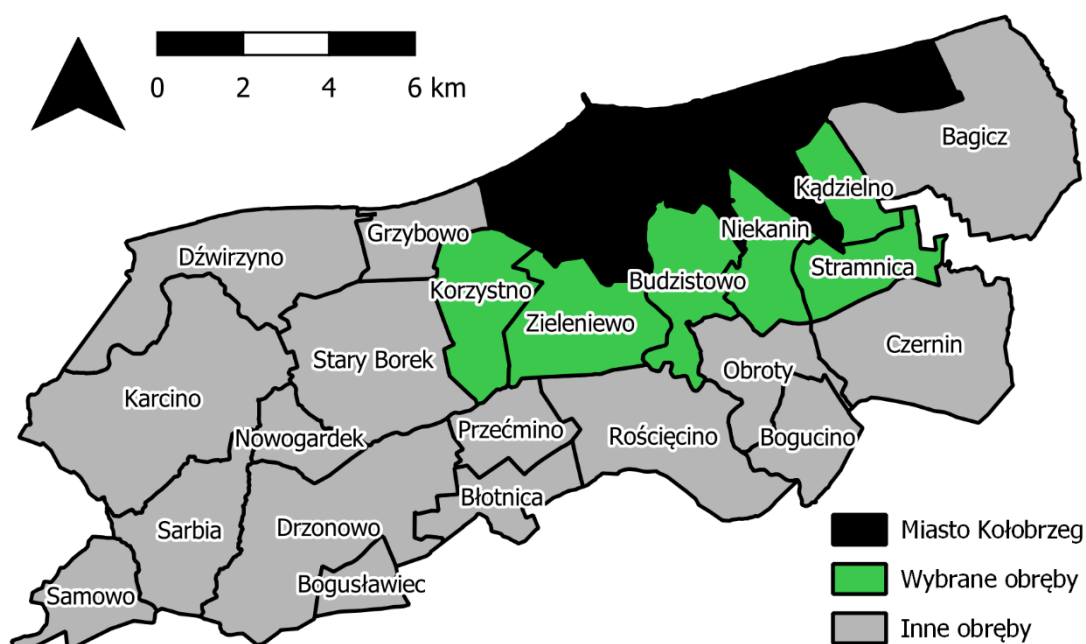 0 2 4 6 km
Bagicz
Kądzielno
Grzybowo
Niekanin
Dźwirzyno
Stramnica
Korzystno
Budzistowo
Zieleniewo
Czernin
Stary Borek
Obroty
Karcino
Nowogardek
Przećmino
Rościęcino
Bogucino
Błotnica
Sarbia
Drzonowo
Bogusławiec
Samowo
Miasto Kołobrzeg
Wybrane obręby
Inne obręby